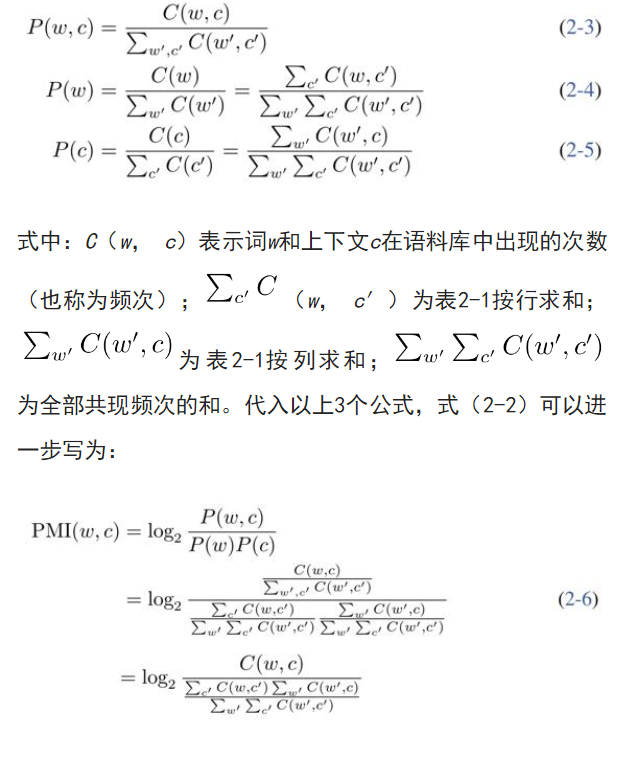 P(w, c) = \frac{C(w, c)}{\sum_{w', c'} C(w', c')} (2-3)
P(w) = \frac{C(w)}{\sum_{w'} C(w')} = \frac{\sum_{c'} C(w, c')}{\sum_{w'} \sum_{c'} C(w', c')} (2-4)
P(c) = \frac{C(c)}{\sum_{c'} C(c')} = \frac{\sum_{w'} C(w', c)}{\sum_{w'} \sum_{c'} C(w', c')} (2-5)
式中：C（w， c）表示词w和上下文c在语料库中出现的次数
（也称为频次）；\sum_{c'} C（w， c′）为表2-1按行求和；
\sum_{w'} C(w', c)为表2-1按列求和；\sum_{w'} \sum_{c'} C(w', c')
为全部共现频次的和。代入以上3个公式，式（2-2）可以进
一步写为：
PMI(w, c) = \log_2 \frac{P(w, c)}{P(w)P(c)}
= \log_2 \frac{\frac{C(w,c)}{\sum_{w',c'} C(w',c')}}{\frac{\sum_{c'} C(w,c')}{\sum_{w'} \sum_{c'} C(w',c')} \frac{\sum_{w'} C(w',c)}{\sum_{w'} \sum_{c'} C(w',c')}} (2-6)
= \log_2 \frac{C(w, c)}{\frac{\sum_{c'} C(w,c') \sum_{w'} C(w',c)}{\sum_{w'} \sum_{c'} C(w',c')}}